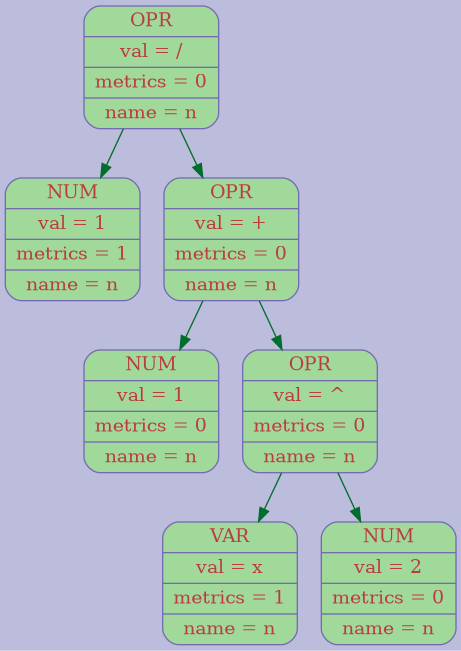 OPR
val = /
metrics = 0
name = n
NUM
val = 1
metrics = 1
name = n
OPR
val = +
metrics = 0
name = n
NUM
val = 1
metrics = 0
name = n
OPR
val = ^
metrics = 0
name = n
VAR
val = x
metrics = 1
name = n
NUM
val = 2
metrics = 0
name = n